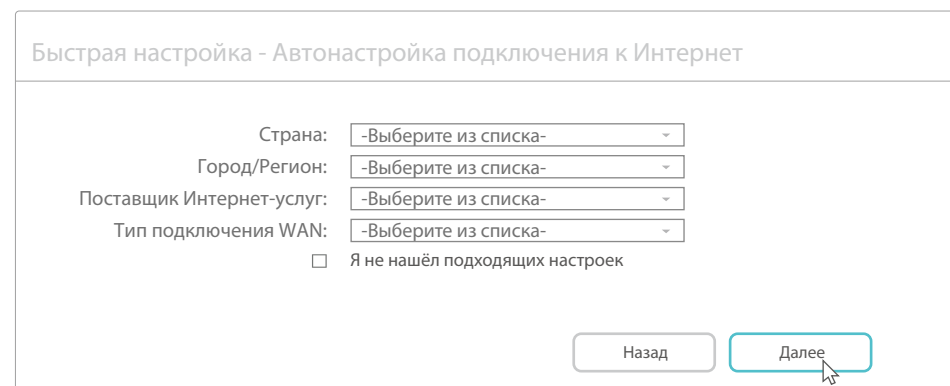 Быстрая настройка - Автонастройка подключения к Интернет
Страна: -Выберите из списка-
Город/Регион: -Выберите из списка-
Поставщик Интернет-услуг: -Выберите из списка-
Тип подключения WAN: -Выберите из списка-
Я не нашёл подходящих настроек
Назад Далее